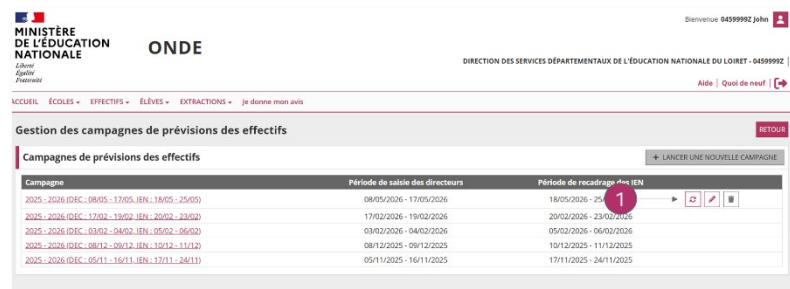 Bienvenue 0459999Z John
MINISTÈRE
DE L'ÉDUCATION
NATIONALE
Liberté
Égalité
Fraternité
ONDE
DIRECTION DES SERVICES DÉPARTEMENTAUX DE L'ÉDUCATION NATIONALE DU LOIRET - 0459999Z
Aide | Quoi de neuf |
ACCUEIL ÉCOLES EFFECTIFS ÉLÈVES EXTRACTIONS Je donne mon avis
Gestion des campagnes de prévisions des effectifs RETOUR
Campagnes de prévisions des effectifs + LANCER UNE NOUVELLE CAMPAGNE
Campagne Période de saisie des directeurs Période de recadrage des IEN
2025 - 2026 (DEC : 08/05 - 17/05, IEN : 18/05 - 25/05) 08/05/2026 - 17/05/2026 18/05/2026 - 25/ 1
2025 - 2026 (DEC : 17/02 - 19/02, IEN : 20/02 - 23/02) 17/02/2026 - 19/02/2026 20/02/2026 - 23/02/2026
2025 - 2026 (DEC : 03/02 - 04/02, IEN : 05/02 - 06/02) 03/02/2026 - 04/02/2026 05/02/2026 - 06/02/2026
2025 - 2026 (DEC : 08/12 - 09/12, IEN : 10/12 - 11/12) 08/12/2025 - 09/12/2025 10/12/2025 - 11/12/2025
2025 - 2026 (DEC : 05/11 - 16/11, IEN : 17/11 - 24/11) 05/11/2025 - 16/11/2025 17/11/2025 - 24/11/2025